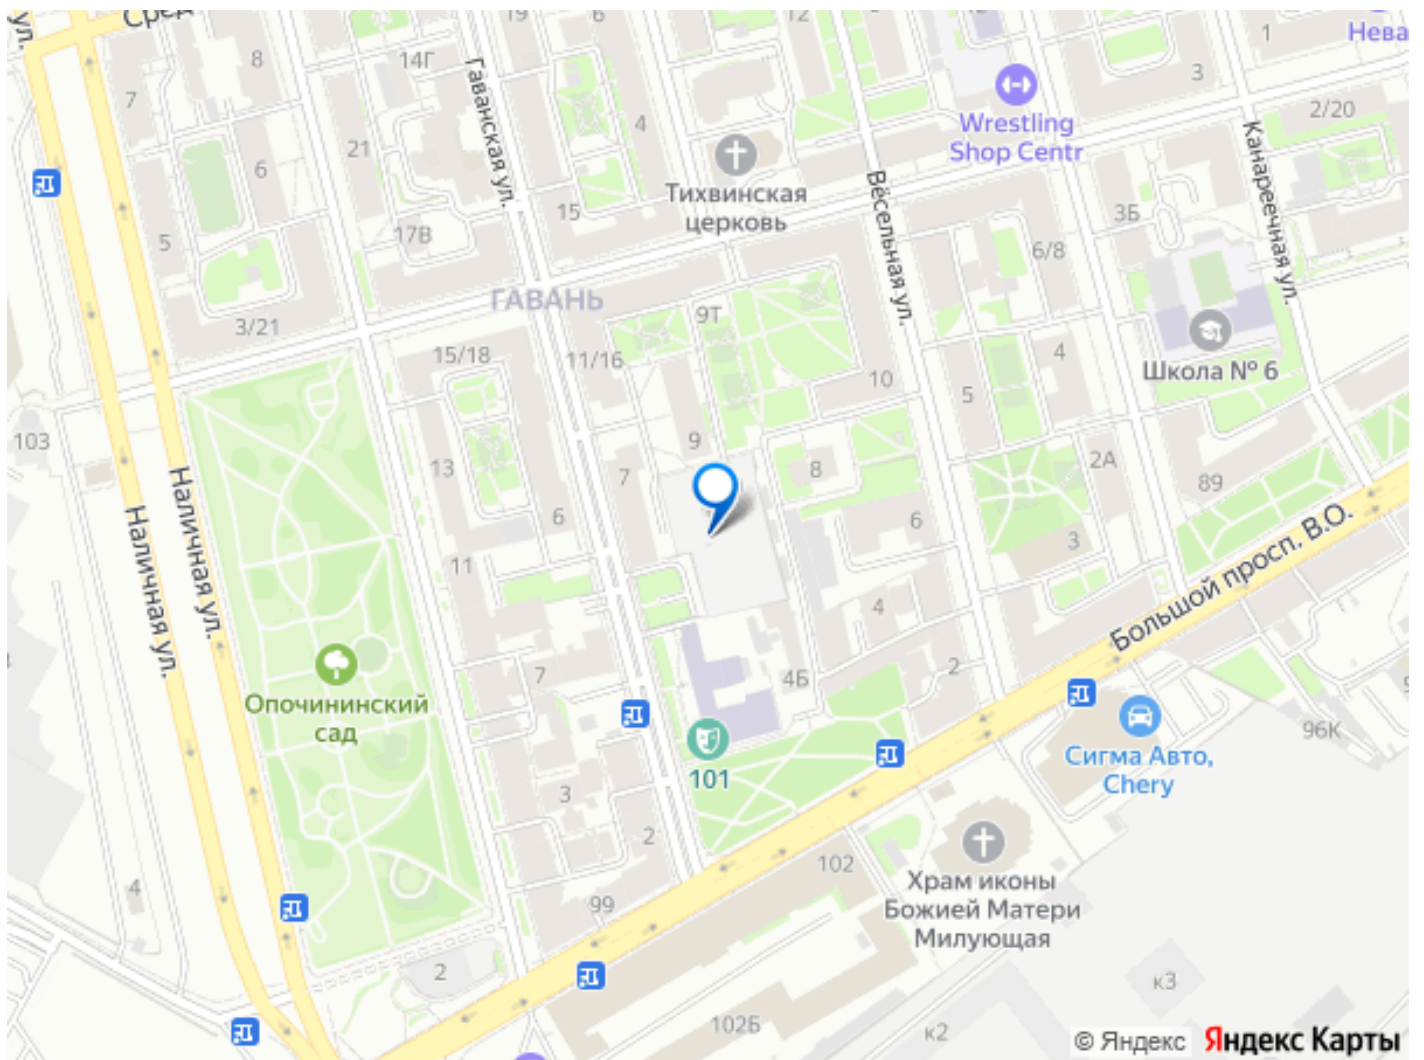 ул.
Сред
19
6
12
Нева
1
8
14Г
3
7
Wrestling
Shop Centr
2/20
4
21
Гаванская ул.
Канареечная ул.
6
Тихвинская
церковь
Вёсельная ул.
15
3Б
17В
5
6/8
ГАВАНЬ
9Т
3/21
15/18
11/16
4
Школа № 6
10
5
103
13
9
7
8
2А
89
Наличная ул.
Наличная ул.
6
6
3
Большой просп. В.О.
11
4
7
4Б
2
Опочининский
сад
96К
101
Сигма Авто,
Chery
3
2
4
102
Храм иконы
Божией Матери
Милующая
99
2
к3
102Б
к2
© Яндекс
Яндекс Карты